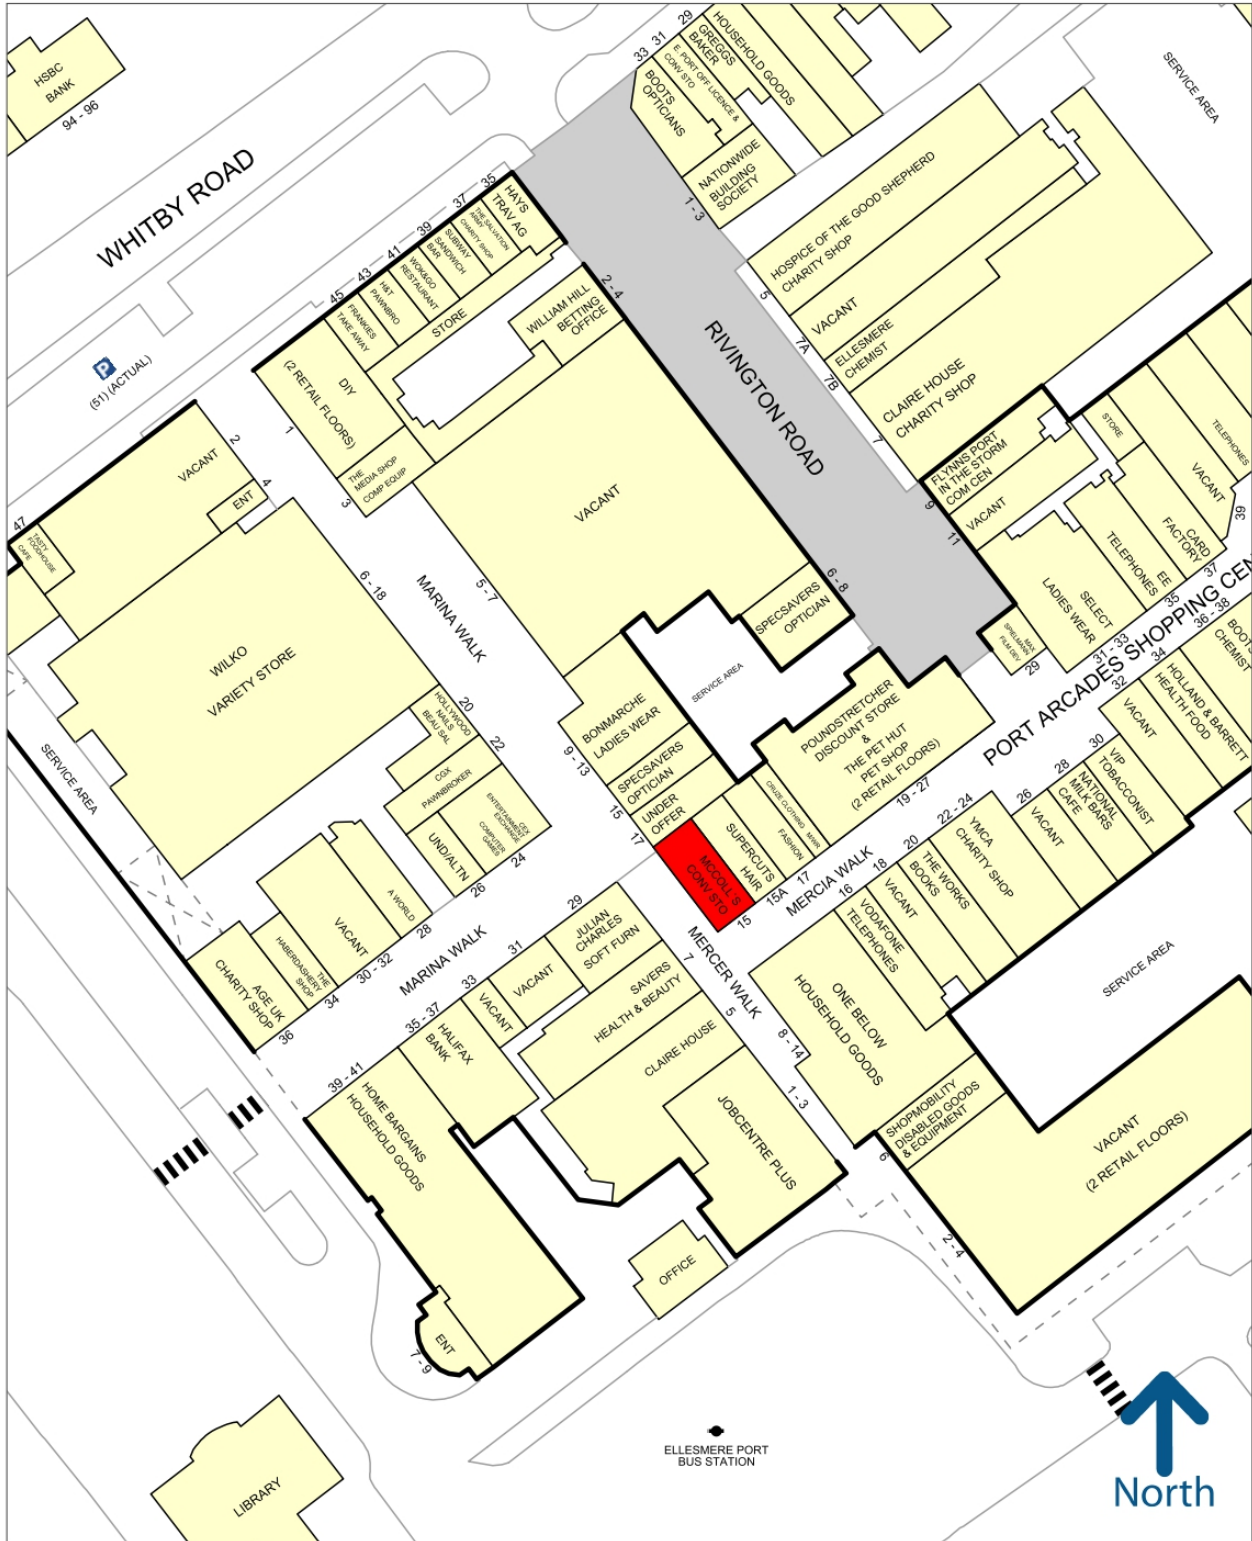 HSBC
BANK
94 - 96
WHITBY ROAD
P
(51) (ACTUAL)
33
31
29
HOUSEHOLD GOODS
GREGGS
BAKER
E. PORT OFF LICENCE &
CONV STO
BOOTS
OPTICIANS
NATIONWIDE
BUILDING
SOCIETY
1 - 3
SERVICE AREA
HOSPICE OF THE GOOD SHEPHERD
CHARITY SHOP
5
VACANT
7A
ELLESMERE
CHEMIST
7B
CLAIRE HOUSE
CHARITY SHOP
7
RIVINGTON ROAD
35
HAYS
TRAV AG
37
THE SALVATION
ARMY
CHARITY SHOP
39
SUBWAY
SANDWICH
BAR
41
WOK&GO
RESTAURANT
43
H&T
PAWNBRO
45
FRANKIES
TAKE AWAY
STORE
WILLIAM HILL
BETTING
OFFICE
2 - 4
DIY
(2 RETAIL FLOORS)
1
THE
MEDIA SHOP
COMP EQUIP
3
VACANT
5 - 7
6 - 8
SPECSAVERS
OPTICIAN
SERVICE AREA
VACANT
2
4
ENT
47
TASTY
FOODHOUSE
CAFE
6 - 18
WILKO
VARIETY STORE
MARINA WALK
HOLLYWOOD
NAILS
BEAU SAL
20
CGX
PAWNBROKER
22
CEX
ENTERTAINMENT
EXCHANGE
COMPUTER
GAMES
24
UND/ALTN
26
A WORLD
28
VACANT
30 - 32
THE
HABERDASHERY
SHOP
34
AGE UK
CHARITY SHOP
36
SERVICE AREA
MARINA WALK
BONMARCHE
LADIES WEAR
9 - 13
SPECSAVERS
OPTICIAN
15
UNDER
OFFER
17
MCCOLL'S
CONV STO
15
SUPERCUTS
HAIR
15A
CRUZE CLOTHING
MWR
FASHION
17
POUNDSTRETCHER
DISCOUNT STORE
&
THE PET HUT
PET SHOP
(2 RETAIL FLOORS)
19 - 27
FLYNNS PORT
IN THE STORM
COM CEN
9
VACANT
11
STORE
TELEPHONES
VACANT
39
CARD
FACTORY
37
EE
TELEPHONES
35
SELECT
LADIES WEAR
31 - 33
MAX
SPIELMANN
FILM DEV
29
PORT ARCADES SHOPPING CEN
36 - 38
BOOTS
CHEMIST
34
HOLLAND & BARRETT
HEALTH FOOD
32
VACANT
30
VIP
TOBACCONIST
28
NATIONAL
MILK BARS
CAFE
26
VACANT
22 - 24
YMCA
CHARITY SHOP
20
THE WORKS
BOOKS
18
VACANT
16
VODAFONE
TELEPHONES
MERCIA WALK
MERCER WALK
ONE BELOW
HOUSEHOLD GOODS
8 - 14
SERVICE AREA
SHOPMOBILITY
DISABLED GOODS
& EQUIPMENT
6
VACANT
(2 RETAIL FLOORS)
2 - 4
29
JULIAN
CHARLES
SOFT FURN
31
VACANT
33
VACANT
35 - 37
HALIFAX
BANK
39 - 41
HOME BARGAINS
HOUSEHOLD GOODS
7
SAVERS
HEALTH & BEAUTY
5
CLAIRE HOUSE
1 - 3
JOBCENTRE PLUS
OFFICE
ENT
7 - 9
LIBRARY
ELLESMERE PORT
BUS STATION
North